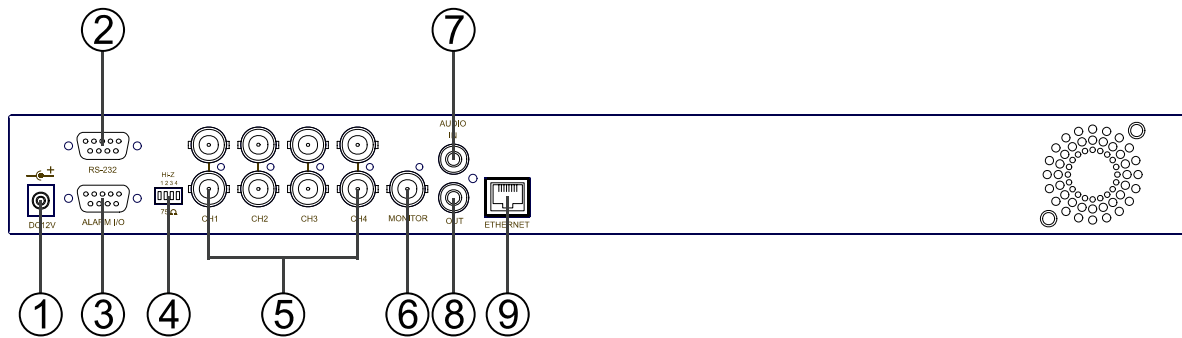 2
7
AUDIO
IN
RS-232
Hi-Z
1 2 3 4
75Ω
DC12V
ALARM I/O
CH1
CH2
CH3
CH4
MONITOR
OUT
ETHERNET
1
3
4
5
6
8
9